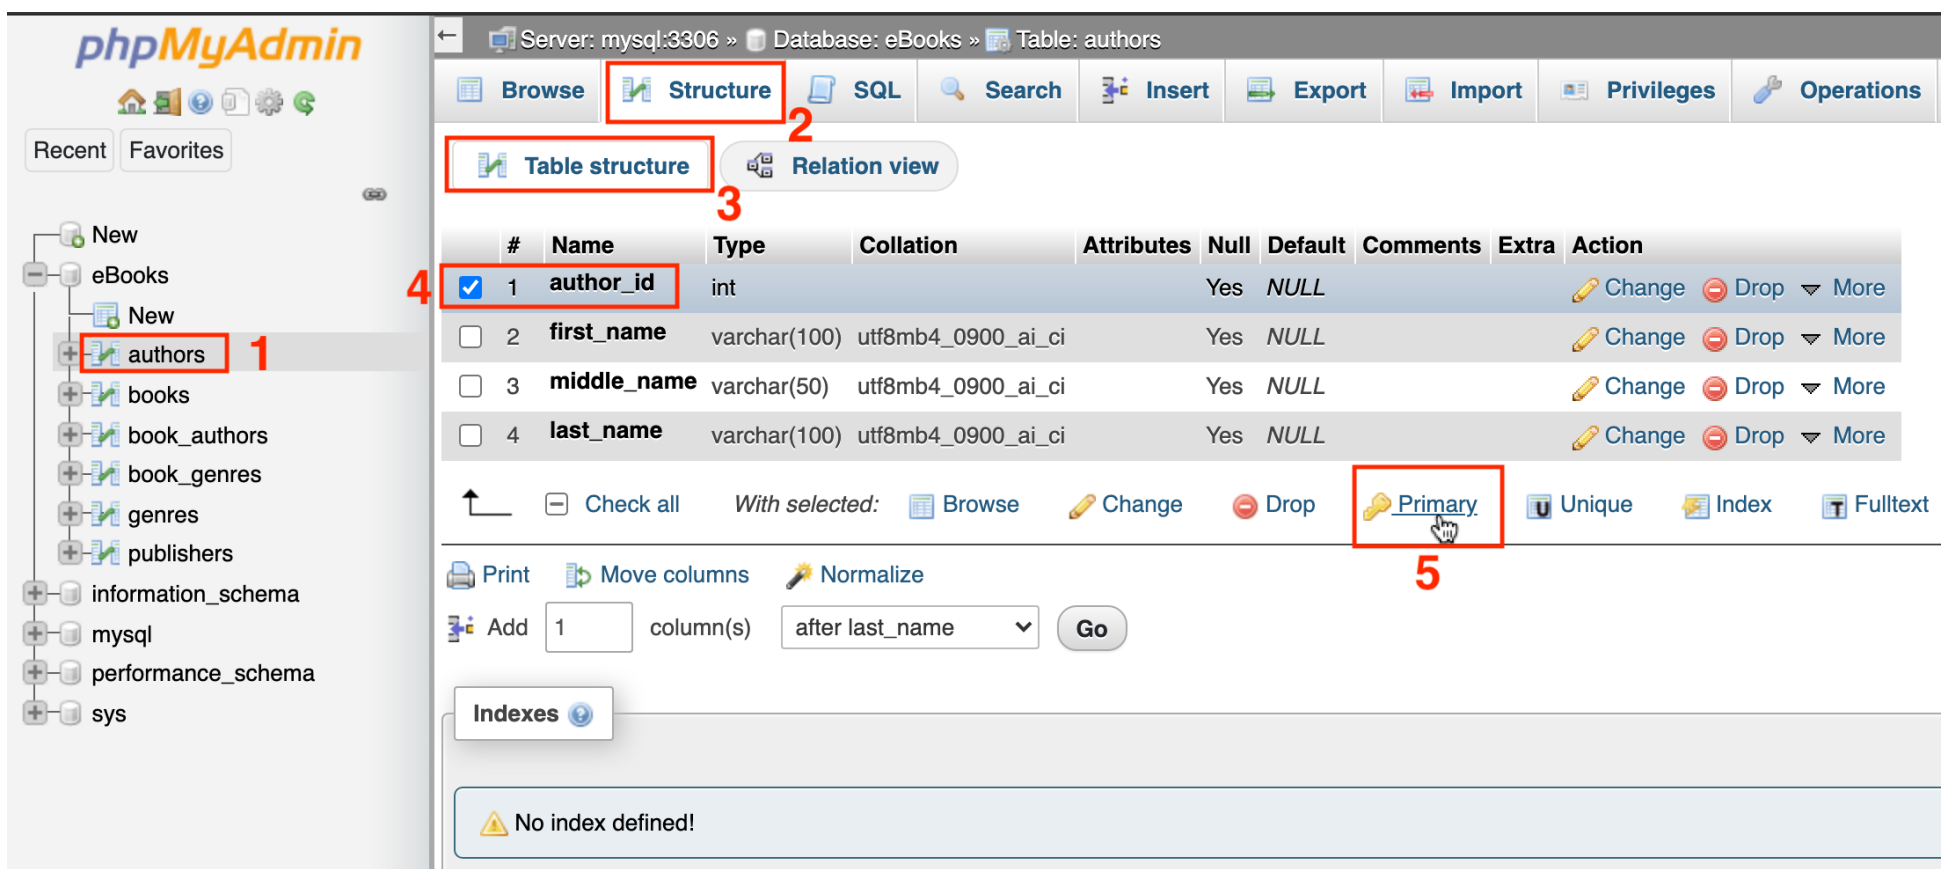 phpMyAdmin
Recent Favorites
New
eBooks
New
authors 1
books
book_authors
book_genres
genres
publishers
information_schema
mysql
performance_schema
sys
← Server: mysql:3306 » Database: eBooks » Table: authors
Browse Structure SQL Search Insert Export Import Privileges Operations
2
Table structure Relation view
3
# Name Type Collation Attributes Null Default Comments Extra Action
4 1 author_id int Yes NULL Change Drop More
2 first_name varchar(100) utf8mb4_0900_ai_ci Yes NULL Change Drop More
3 middle_name varchar(50) utf8mb4_0900_ai_ci Yes NULL Change Drop More
4 last_name varchar(100) utf8mb4_0900_ai_ci Yes NULL Change Drop More
Check all With selected: Browse Change Drop Primary Unique Index Fulltext
5
Print Move columns Normalize
Add 1 column(s) after last_name Go
Indexes
No index defined!